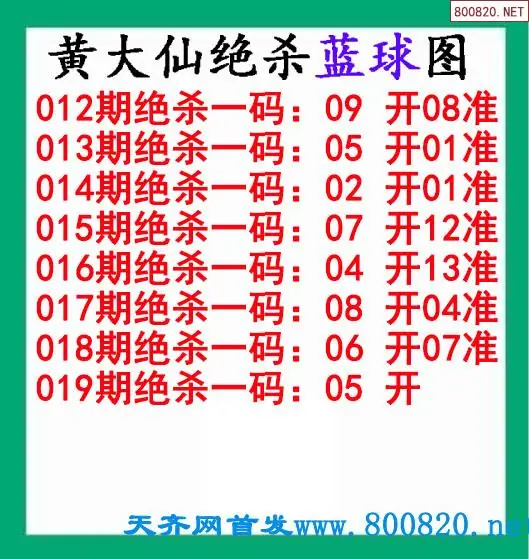 800820.NET
黄大仙绝杀蓝球图
012期绝杀一码：09 开08准
013期绝杀一码：05 开01准
014期绝杀一码：02 开01准
015期绝杀一码：07 开12准
016期绝杀一码：04 开13准
017期绝杀一码：08 开04准
018期绝杀一码：06 开07准
019期绝杀一码：05 开
天齐网首发www.800820.ne